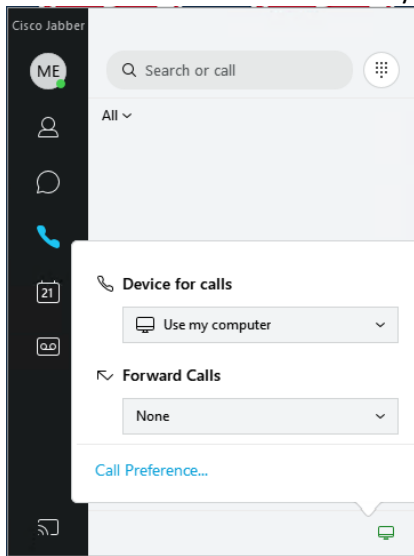 Cisco Jabber
ME
Search or call
All
21
Device for calls
Use my computer
Forward Calls
None
Call Preference...